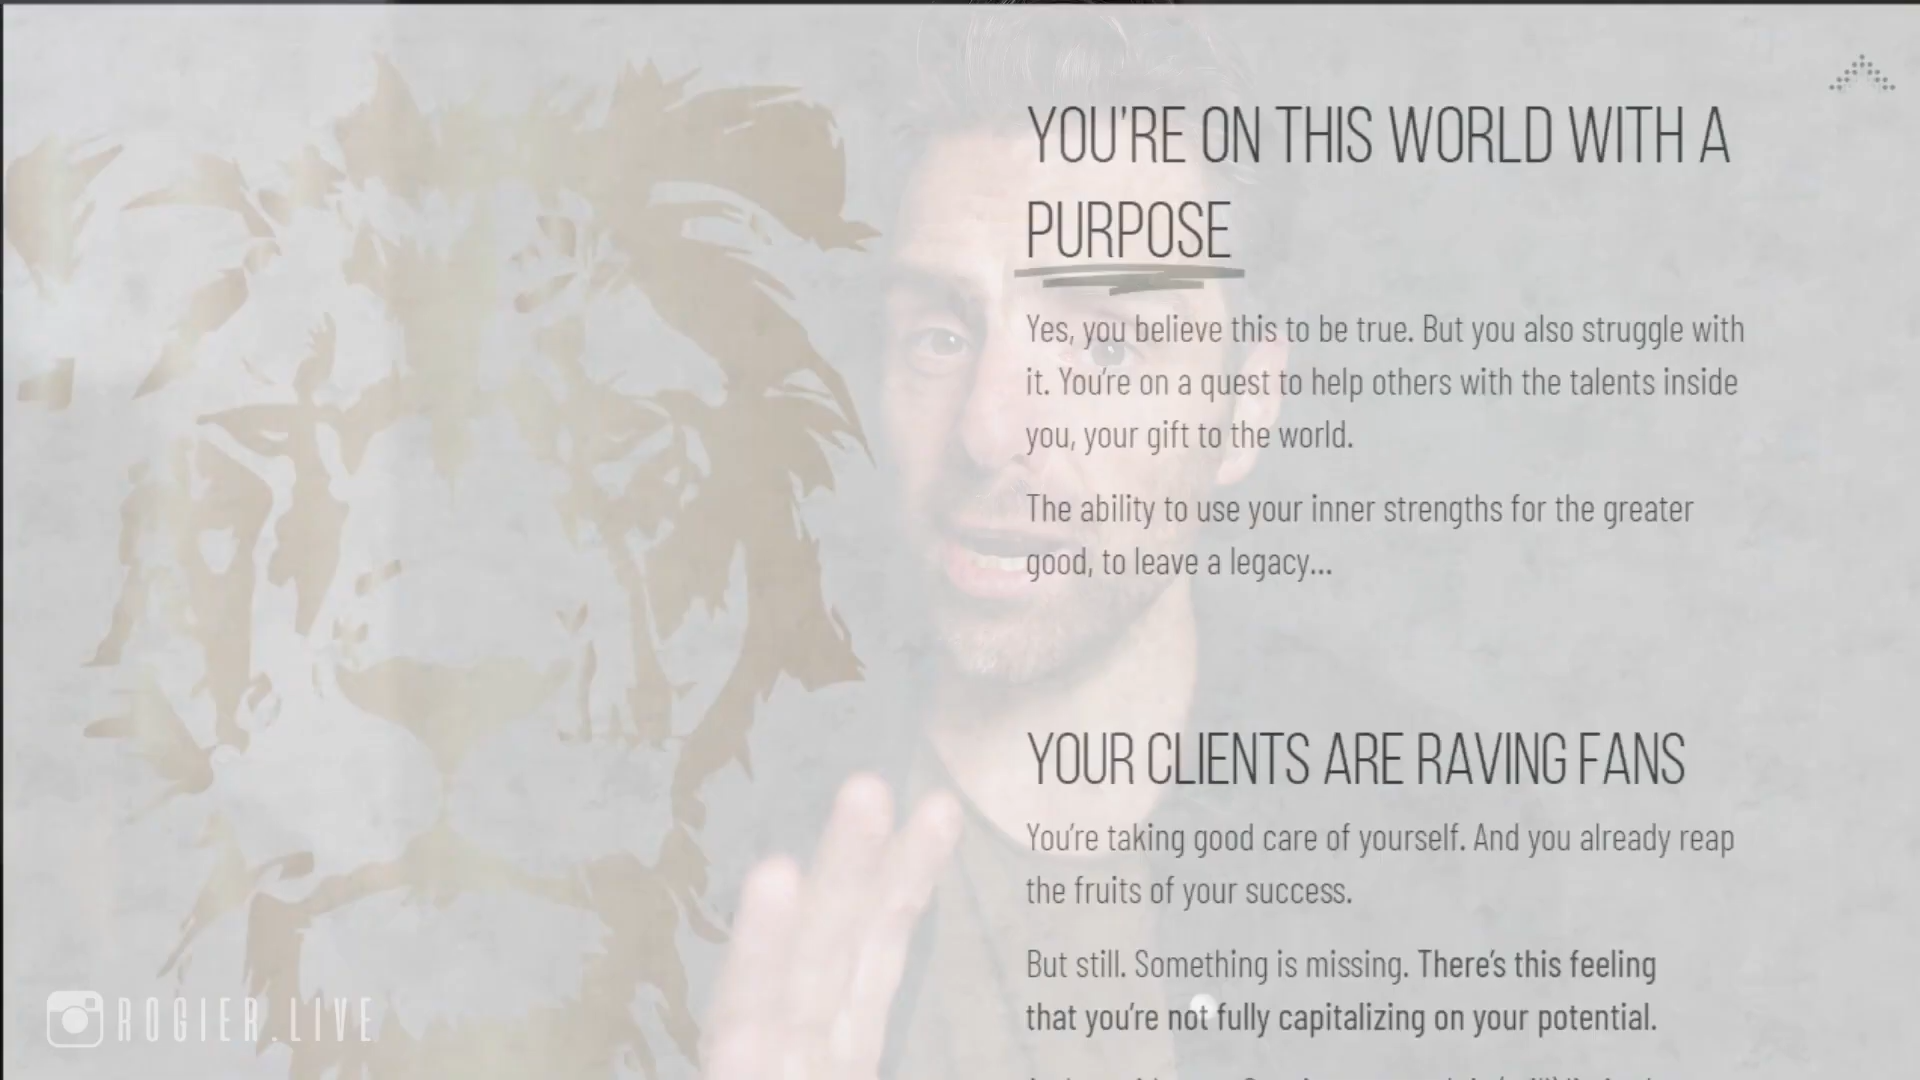 YOU'RE ON THIS WORLD WITH A
PURPOSE
Yes, you believe this to be true. But you also struggle with
it. You're on a quest to help others with the talents inside
you, your gift to the world.
The ability to use your inner strengths for the greater
good, to leave a legacy...
YOUR CLIENTS ARE RAVING FANS
You're taking good care of yourself. And you already reap
the fruits of your success.
But still. Something is missing. There's this feeling
that you're not fully capitalizing on your potential.
ROGIER.LIVE